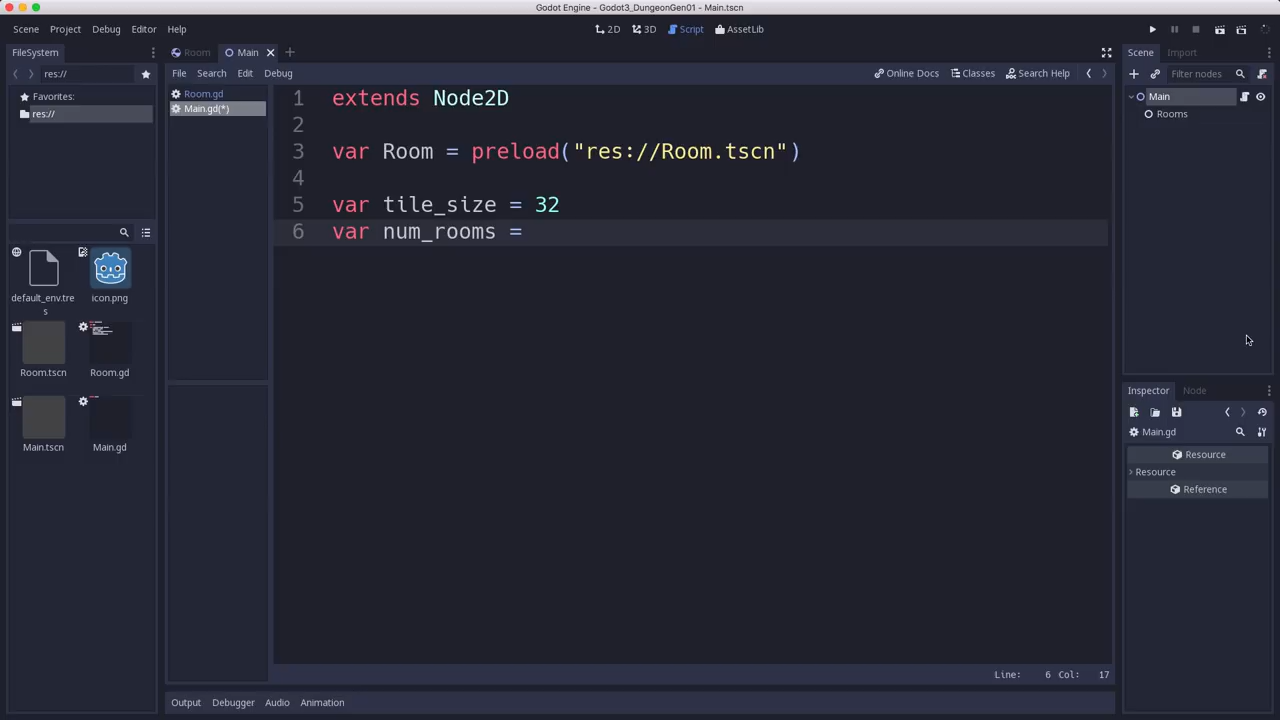 Godot Engine - Godot3_DungeonGen01 - Main.tscn
Scene Project Debug Editor Help
2D 3D Script AssetLib
FileSystem
res://
Favorites:
res://
default_env.tre
s
icon.png
Room.tscn
Room.gd
Main.tscn
Main.gd
Room Main
File Search Edit Debug
Online Docs Classes Search Help
Room.gd
Main.gd(*)
1 extends Node2D
2
3 var Room = preload("res://Room.tscn")
4
5 var tile_size = 32
6 var num_rooms =
Line: 6 Col: 17
Output Debugger Audio Animation
Scene Import
Filter nodes
Main
Rooms
Inspector Node
Main.gd
Resource
Resource
Reference